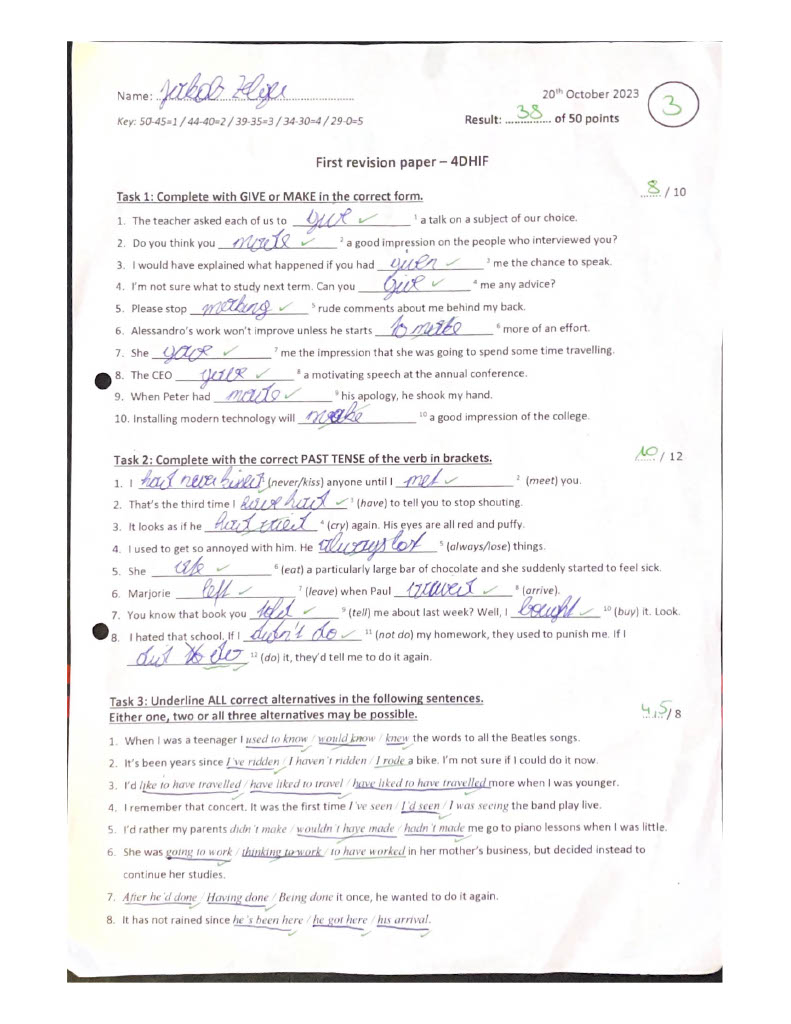 Name: Jakob
20th October 2023
3
Key: 50-45=1 / 44-40=2 / 39-35=3 / 34-30=4 / 29-0=5
Result: 38 of 50 points
First revision paper – 4DHIF
Task 1: Complete with GIVE or MAKE in the correct form.
8 / 10
1. The teacher asked each of us to give ✓ 1 a talk on a subject of our choice.
2. Do you think you made ✓ 2 a good impression on the people who interviewed you?
3. I would have explained what happened if you had given ✓ 3 me the chance to speak.
4. I'm not sure what to study next term. Can you give ✓ 4 me any advice?
5. Please stop making ✓ 5 rude comments about me behind my back.
6. Alessandro's work won't improve unless he starts to make 6 more of an effort.
7. She gave ✓ 7 me the impression that she was going to spend some time travelling.
8. The CEO gave ✓ 8 a motivating speech at the annual conference.
9. When Peter had made ✓ 9 his apology, he shook my hand.
10. Installing modern technology will make 10 a good impression of the college.
Task 2: Complete with the correct PAST TENSE of the verb in brackets.
10 / 12
1. I had never kissed ✓ (never/kiss) anyone until I met ✓ 2 (meet) you.
2. That's the third time I have had ✓ 3 (have) to tell you to stop shouting.
3. It looks as if he had cried 4 (cry) again. His eyes are all red and puffy.
4. I used to get so annoyed with him. He always lost 5 (always/lose) things.
5. She ate ✓ 6 (eat) a particularly large bar of chocolate and she suddenly started to feel sick.
6. Marjorie left ✓ 7 (leave) when Paul arrived ✓ 8 (arrive).
7. You know that book you told ✓ 9 (tell) me about last week? Well, I bought ✓ 10 (buy) it. Look.
8. I hated that school. If I didn't do ✓ 11 (not do) my homework, they used to punish me. If I
did do 12 (do) it, they'd tell me to do it again.
Task 3: Underline ALL correct alternatives in the following sentences.
Either one, two or all three alternatives may be possible.
4,5 / 8
1. When I was a teenager I used to know / would know / knew the words to all the Beatles songs.
2. It's been years since I've ridden / I haven't ridden / I rode a bike. I'm not sure if I could do it now.
3. I'd like to have travelled / have liked to travel / have liked to have travelled more when I was younger.
4. I remember that concert. It was the first time I've seen / I'd seen / I was seeing the band play live.
5. I'd rather my parents didn't make / wouldn't have made / hadn't made me go to piano lessons when I was little.
6. She was going to work / thinking to work / to have worked in her mother's business, but decided instead to
continue her studies.
7. After he'd done / Having done / Being done it once, he wanted to do it again.
8. It has not rained since he's been here / he got here / his arrival.